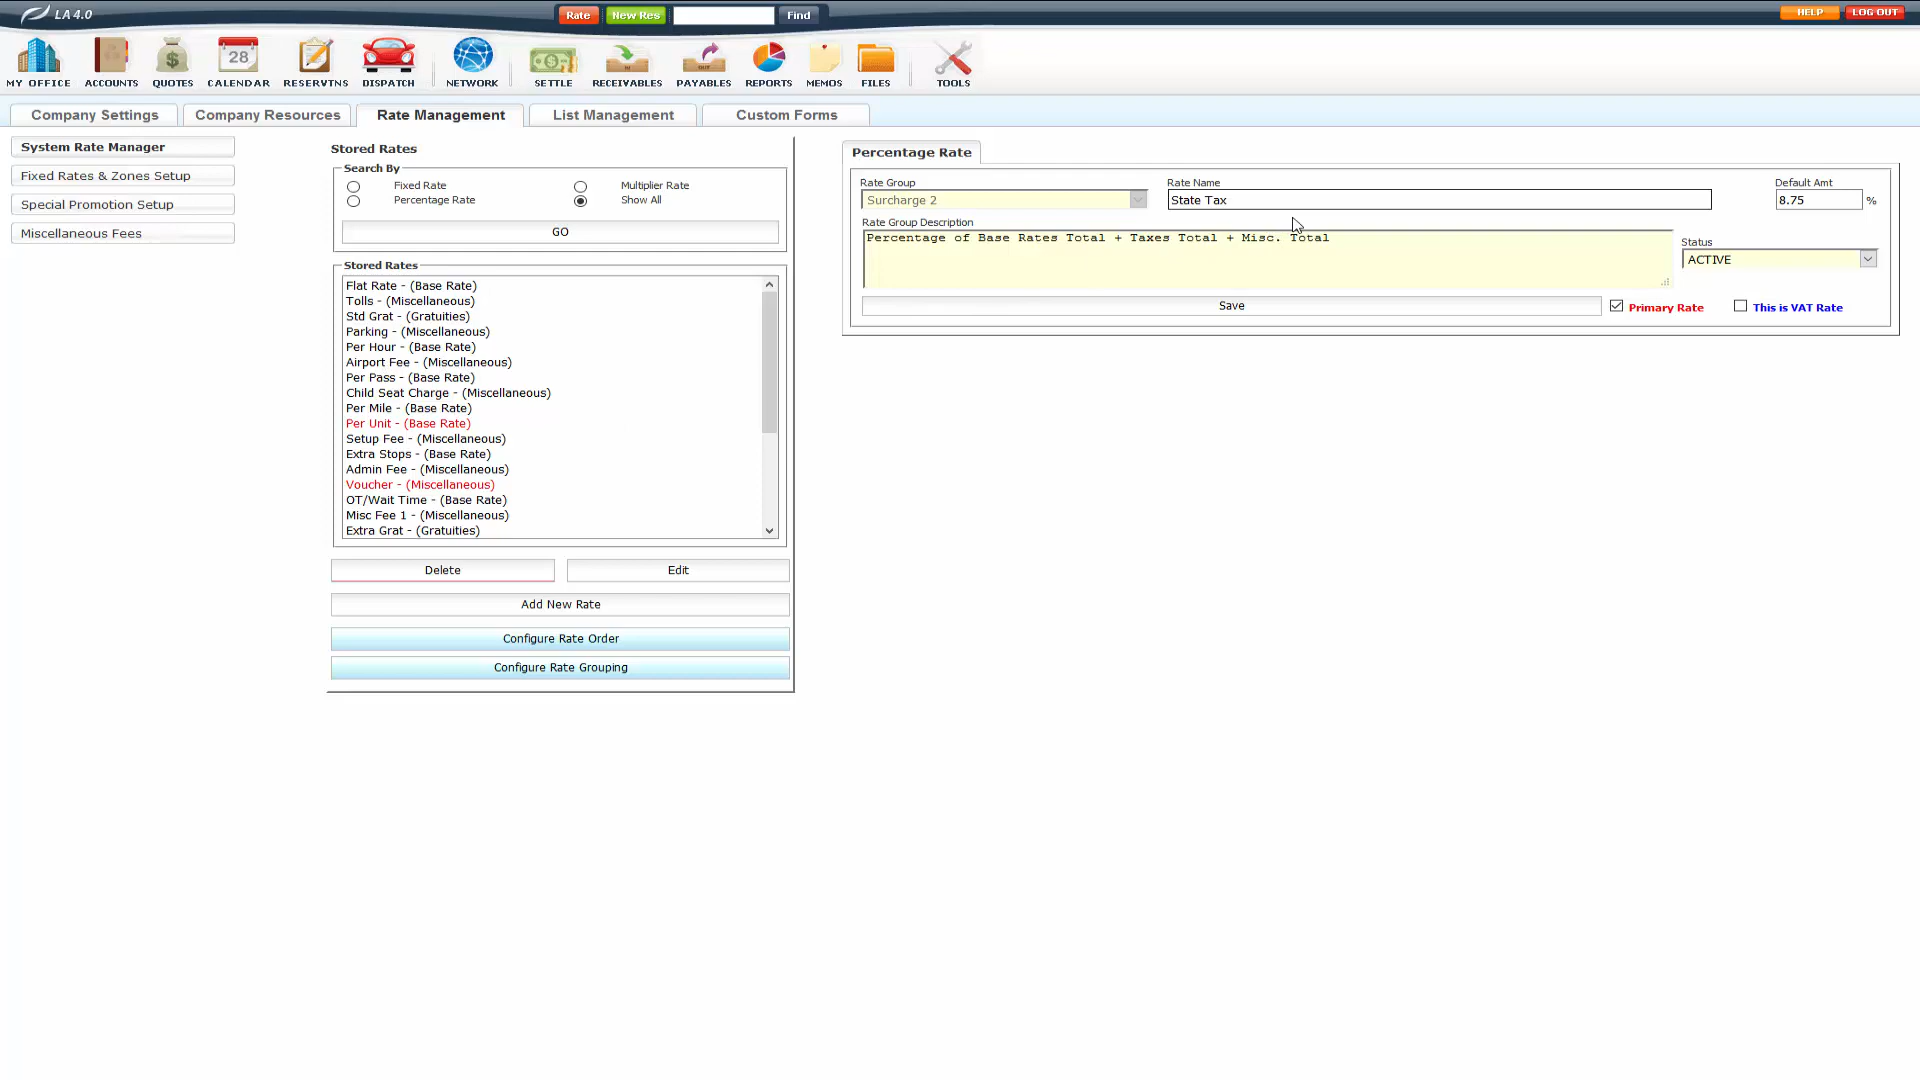 LA 4.0
Rate
New Res
Find
HELP
LOG OUT
28
MY OFFICE
ACCOUNTS
QUOTES
CALENDAR
RESERVTNS
DISPATCH
NETWORK
SETTLE
RECEIVABLES
PAYABLES
REPORTS
MEMOS
FILES
TOOLS
Company Settings
Company Resources
Rate Management
List Management
Custom Forms
System Rate Manager
Fixed Rates & Zones Setup
Special Promotion Setup
Miscellaneous Fees
Stored Rates
Search By
Fixed Rate
Multiplier Rate
Percentage Rate
Show All
GO
Stored Rates
Flat Rate - (Base Rate)
Tolls - (Miscellaneous)
Std Grat - (Gratuities)
Parking - (Miscellaneous)
Per Hour - (Base Rate)
Airport Fee - (Miscellaneous)
Per Pass - (Base Rate)
Child Seat Charge - (Miscellaneous)
Per Mile - (Base Rate)
Per Unit - (Base Rate)
Setup Fee - (Miscellaneous)
Extra Stops - (Base Rate)
Admin Fee - (Miscellaneous)
Voucher - (Miscellaneous)
OT/Wait Time - (Base Rate)
Misc Fee 1 - (Miscellaneous)
Extra Grat - (Gratuities)
Delete
Edit
Add New Rate
Configure Rate Order
Configure Rate Grouping
Percentage Rate
Rate Group
Rate Name
Default Amt
Surcharge 2
State Tax
8.75
%
Rate Group Description
Percentage of Base Rates Total + Taxes Total + Misc. Total
Status
ACTIVE
Save
Primary Rate
This is VAT Rate